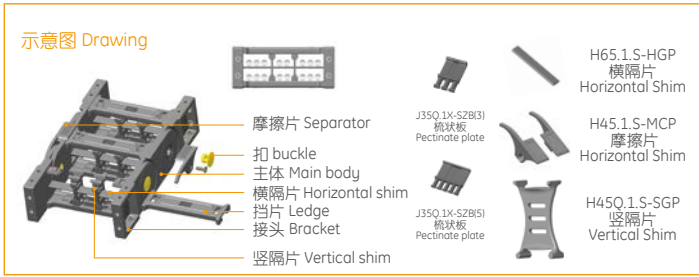 示意图 Drawing
摩擦片 Separator
扣 buckle
主体 Main body
横隔片 Horizontal shim
挡片 Ledge
接头 Bracket
竖隔片 Vertical shim
J35Q.1X-SZB(3)
梳状板
Pectinate plate
J35Q.1X-SZB(5)
梳状板
Pectinate plate
H65.1.S-HGP
横隔片
Horizontal Shim
H45.1.S-MCP
摩擦片
Horizontal Shim
H45Q.1.S-SGP
竖隔片
Vertical Shim